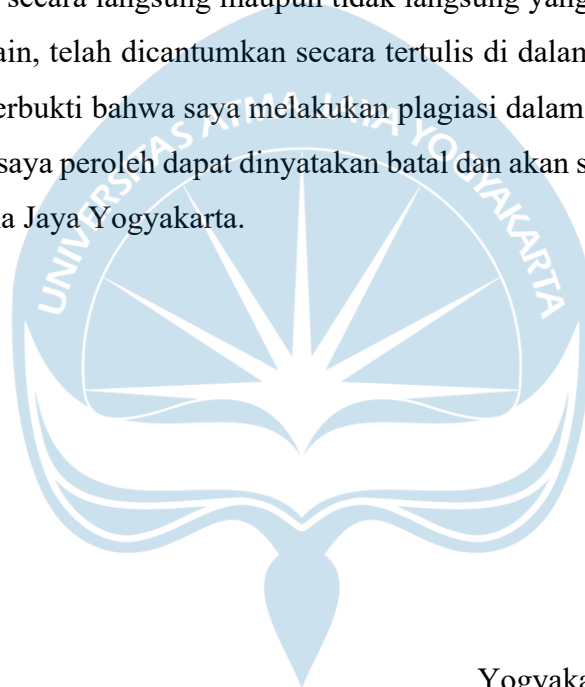 secara langsung maupun tidak langsung yang
ain, telah dicantumkan secara tertulis di dalam
erbukti bahwa saya melakukan plagiasi dalam
saya peroleh dapat dinyatakan batal dan akan s
a Jaya Yogyakarta.
UNIVERSITAS ATMA JAYA YOGYAKARTA
Yogyaka